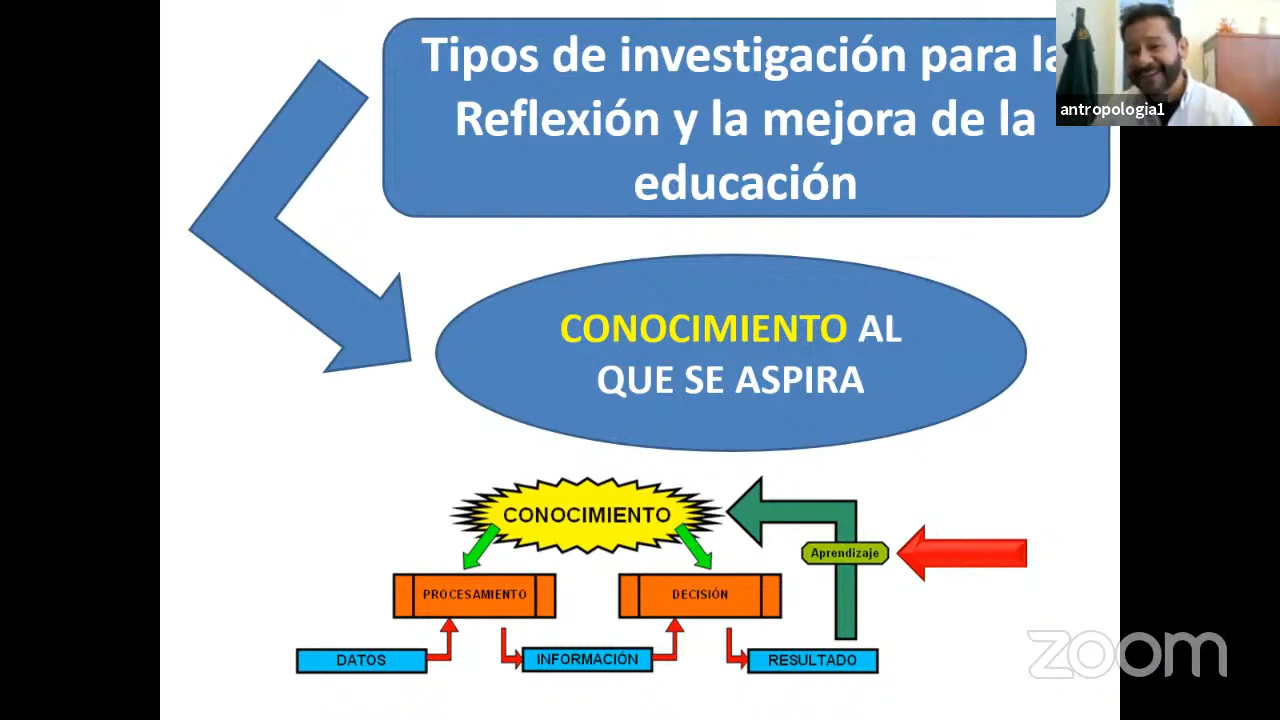 Tipos de investigación para la
Reflexión y la mejora de la
educación
antropologia1
CONOCIMIENTO AL
QUE SE ASPIRA
CONOCIMIENTO
Aprendizaje
PROCESAMIENTO
DECISIÓN
DATOS
INFORMACIÓN
RESULTADO
zoom